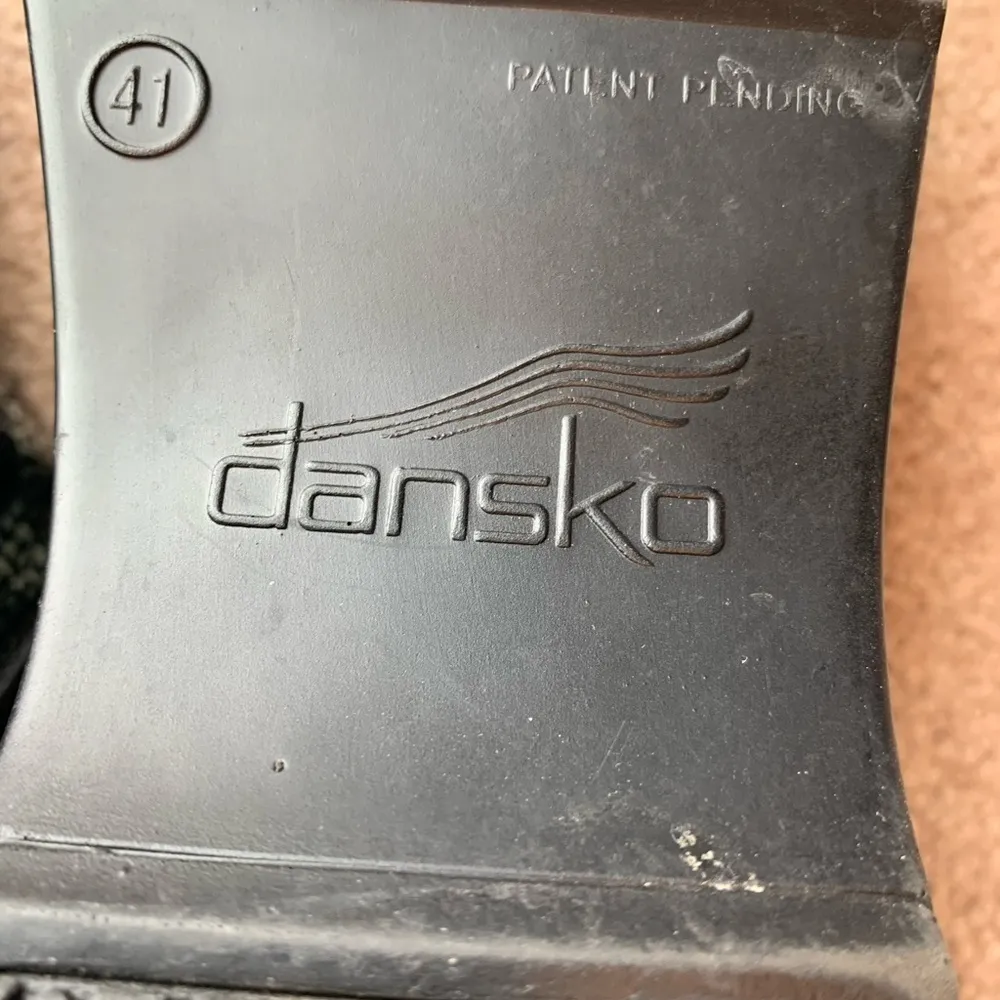 41
PATENT PENDING
dansko